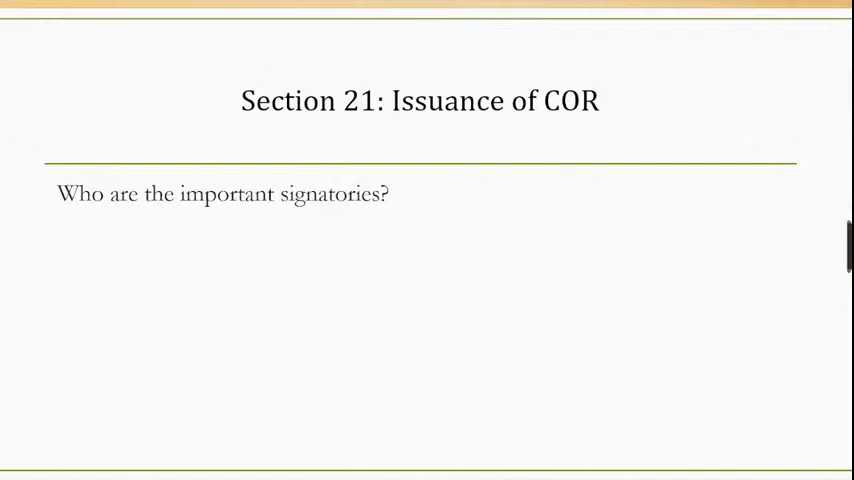 Section 21: Issuance of COR
Who are the important signatories?